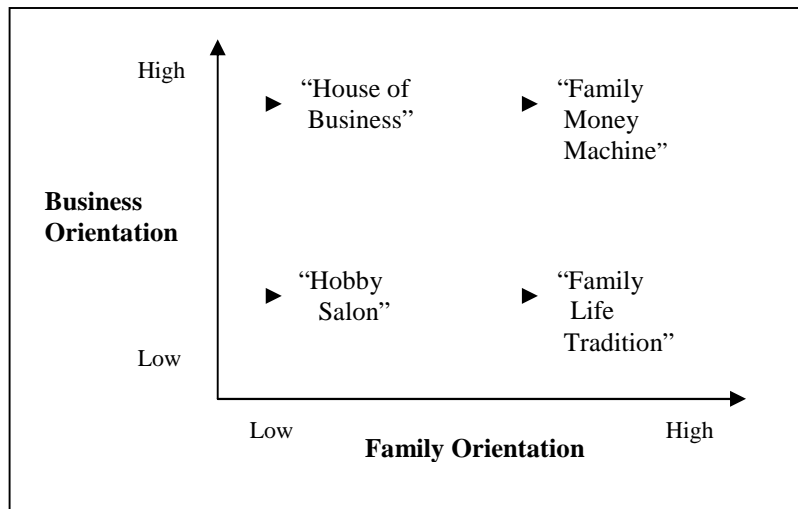 High
“House of
Business”
“Family
Money
Machine”
Business
Orientation
“Hobby
Salon”
“Family
Life
Tradition”
Low
Low
High
Family Orientation